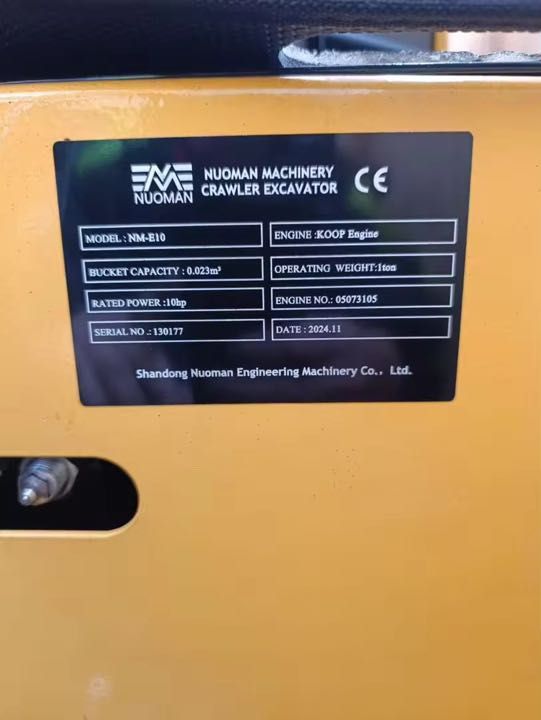 NUOMAN
NUOMAN MACHINERY
CRAWLER EXCAVATOR
CE
MODEL : NM-E10
ENGINE :KOOP Engine
BUCKET CAPACITY : 0.023m³
OPERATING WEIGHT:1ton
RATED POWER :10hp
ENGINE NO.: 05073105
SERIAL NO .: 130177
DATE : 2024.11
Shandong Nuoman Engineering Machinery Co., Ltd.